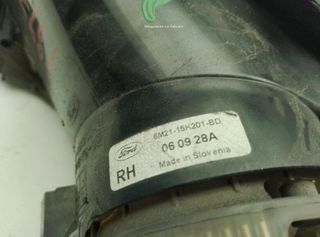 6M21-15K201-BD
Ford
06 09 28A
RH
Made in Slovenia